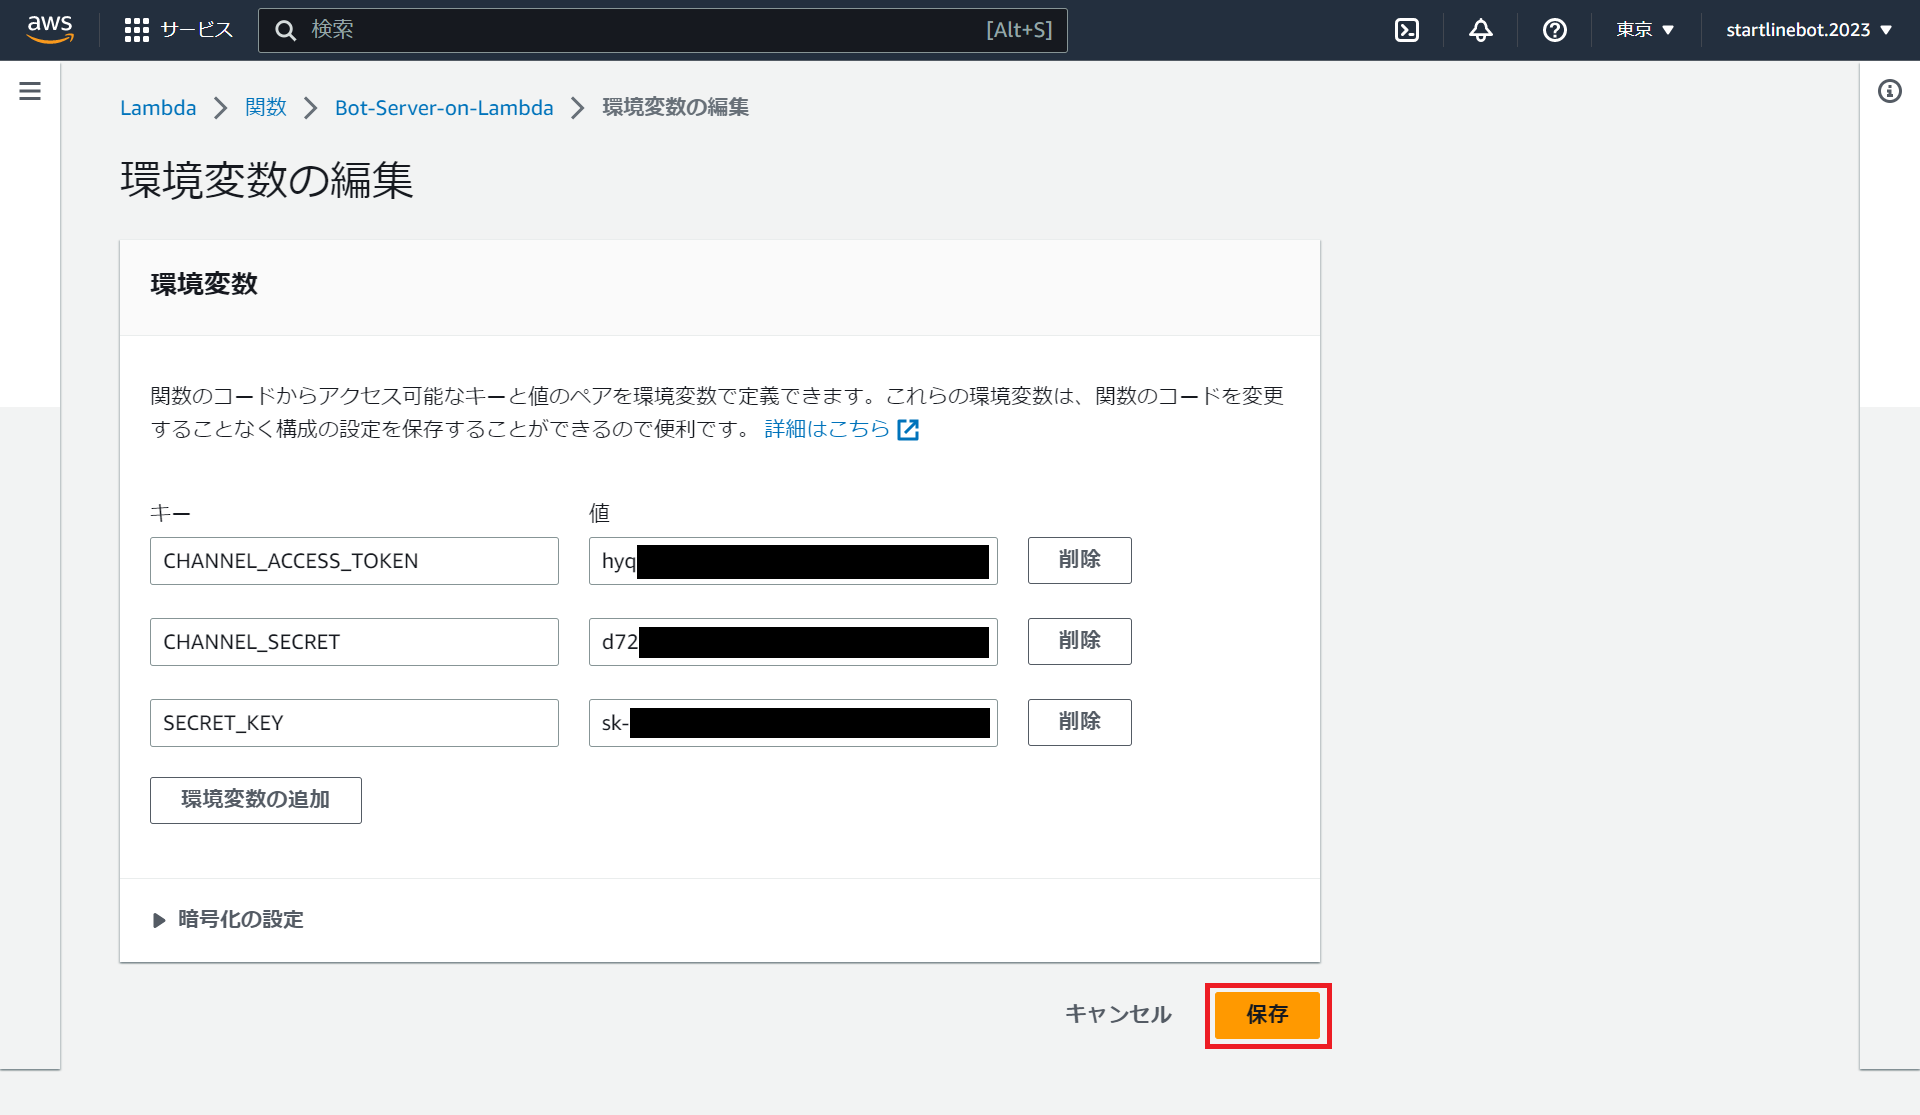 aws
サービス
検索
[Alt+S]
東京
startlinebot.2023
Lambda
関数
Bot-Server-on-Lambda
環境変数の編集
環境変数の編集
環境変数
関数のコードからアクセス可能なキーと値のペアを環境変数で定義できます。これらの環境変数は、関数のコードを変更
することなく構成の設定を保存することができるので便利です。 詳細はこちら
キー
値
CHANNEL_ACCESS_TOKEN
hyq
削除
CHANNEL_SECRET
d72
削除
SECRET_KEY
sk-
削除
環境変数の追加
暗号化の設定
キャンセル
保存